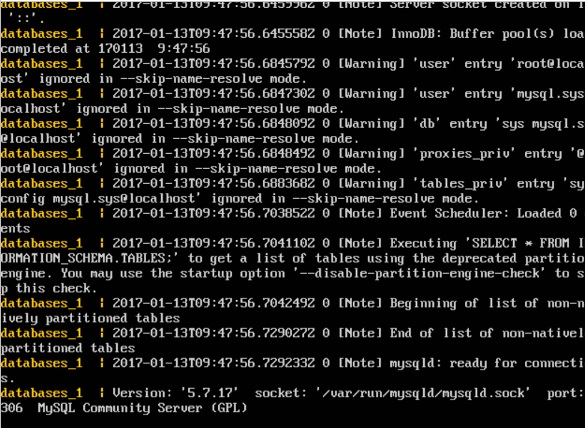 databases_1  | 2017-01-13T09:47:56.645596Z 0 [Note] Server socket created on I
 '::'.
databases_1  | 2017-01-13T09:47:56.645558Z 0 [Note] InnoDB: Buffer pool(s) loa
completed at 170113  9:47:56
databases_1  | 2017-01-13T09:47:56.684579Z 0 [Warning] 'user' entry 'root@loca
ost' ignored in --skip-name-resolve mode.
databases_1  | 2017-01-13T09:47:56.684730Z 0 [Warning] 'user' entry 'mysql.sys
ocalhost' ignored in --skip-name-resolve mode.
databases_1  | 2017-01-13T09:47:56.684809Z 0 [Warning] 'db' entry 'sys mysql.s
@localhost' ignored in --skip-name-resolve mode.
databases_1  | 2017-01-13T09:47:56.684849Z 0 [Warning] 'proxies_priv' entry '@
oot@localhost' ignored in --skip-name-resolve mode.
databases_1  | 2017-01-13T09:47:56.688368Z 0 [Warning] 'tables_priv' entry 'sy
config mysql.sys@localhost' ignored in --skip-name-resolve mode.
databases_1  | 2017-01-13T09:47:56.703852Z 0 [Note] Event Scheduler: Loaded 0
ents
databases_1  | 2017-01-13T09:47:56.704110Z 0 [Note] Executing 'SELECT * FROM I
ORMATION_SCHEMA.TABLES;' to get a list of tables using the deprecated partitio
engine. You may use the startup option '--disable-partition-engine-check' to s
p this check.
databases_1  | 2017-01-13T09:47:56.704249Z 0 [Note] Beginning of list of non-n
ively partitioned tables
databases_1  | 2017-01-13T09:47:56.729027Z 0 [Note] End of list of non-nativel
partitioned tables
databases_1  | 2017-01-13T09:47:56.729233Z 0 [Note] mysqld: ready for connecti
s.
databases_1  | Version: '5.7.17'  socket: '/var/run/mysqld/mysqld.sock'  port:
306  MySQL Community Server (GPL)